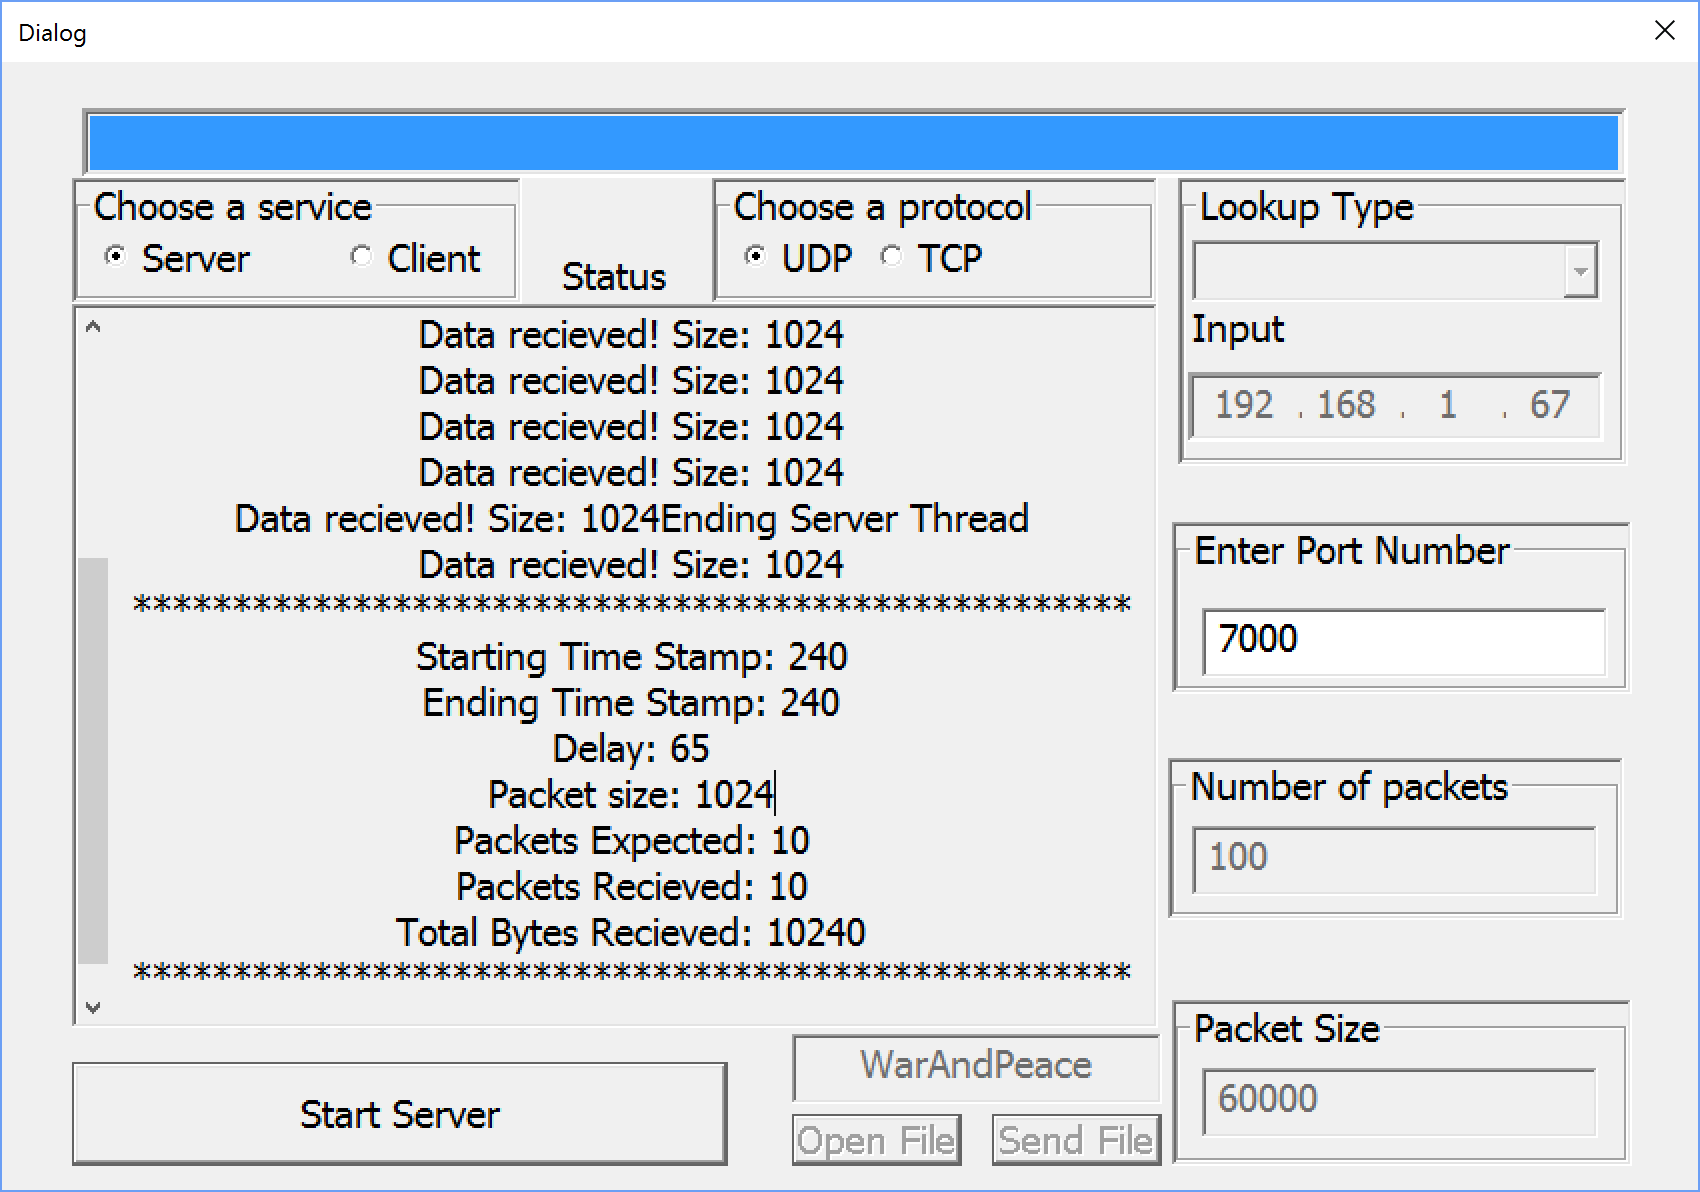 Dialog
Choose a service
Server Client
Status
Choose a protocol
UDP TCP
Lookup Type
Input
192 . 168 . 1 . 67
Data recieved! Size: 1024
Data recieved! Size: 1024
Data recieved! Size: 1024
Data recieved! Size: 1024
Data recieved! Size: 1024Ending Server Thread
Data recieved! Size: 1024
**************************************************
Starting Time Stamp: 240
Ending Time Stamp: 240
Delay: 65
Packet size: 1024
Packets Expected: 10
Packets Recieved: 10
Total Bytes Recieved: 10240
**************************************************
Enter Port Number
7000
Number of packets
100
Packet Size
60000
Start Server
WarAndPeace
Open File
Send File